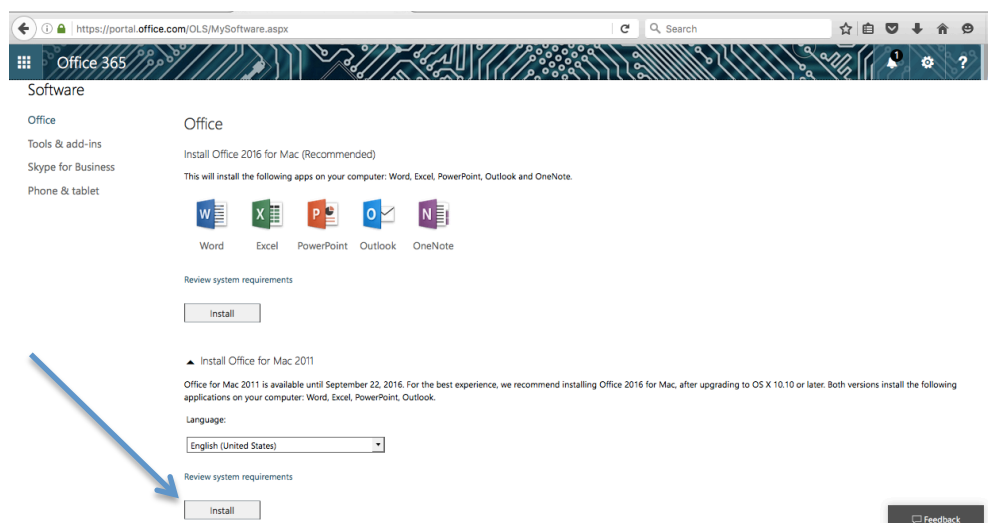 https://portal.office.com/OLS/MySoftware.aspx
Search
Office 365
1
?
Software
Office
Tools & add-ins
Skype for Business
Phone & tablet
Office
Install Office 2016 for Mac (Recommended)
This will install the following apps on your computer: Word, Excel, PowerPoint, Outlook and OneNote.
W X P O N
Word Excel PowerPoint Outlook OneNote
Review system requirements
Install
Install Office for Mac 2011
Office for Mac 2011 is available until September 22, 2016. For the best experience, we recommend installing Office 2016 for Mac, after upgrading to OS X 10.10 or later. Both versions install the following
applications on your computer: Word, Excel, PowerPoint, Outlook.
Language:
English (United States)
Review system requirements
Install
Feedback